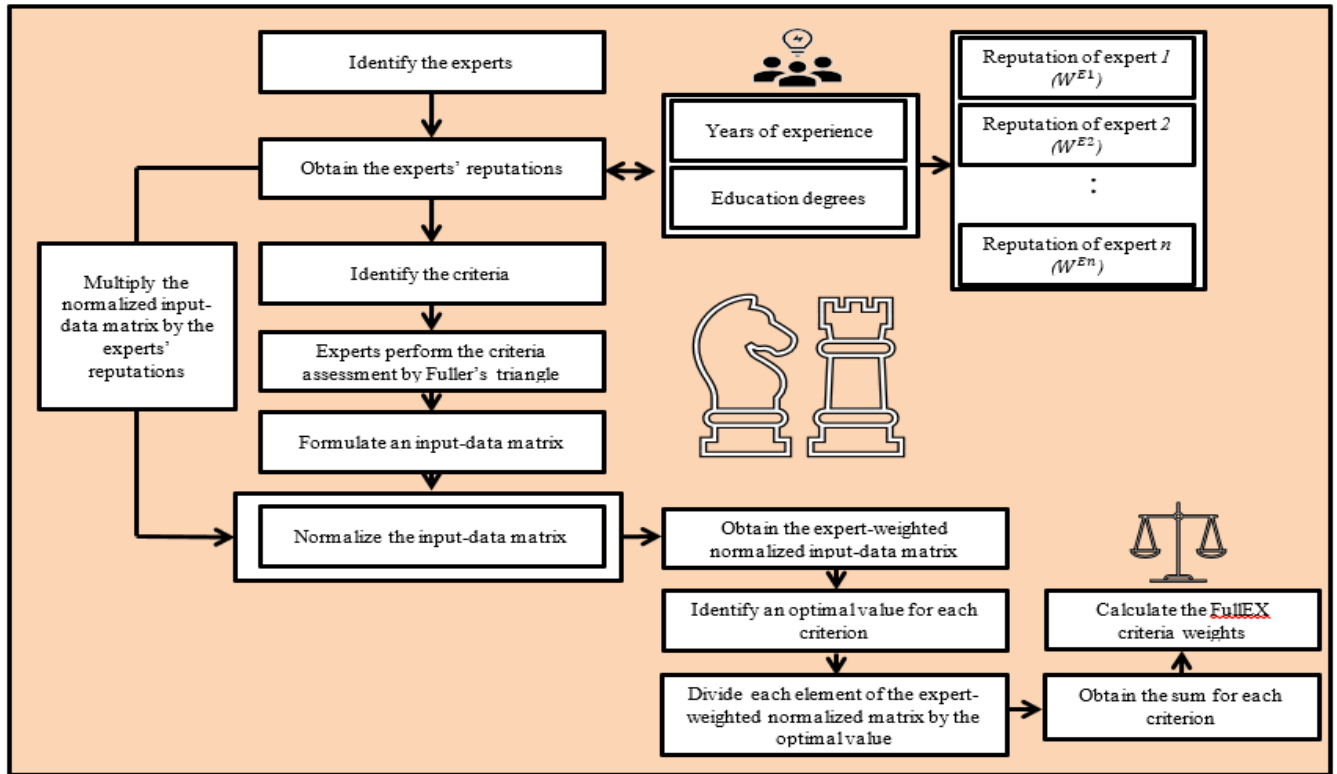 Identify the experts
Obtain the experts’ reputations
Years of experience
Education degrees
Reputation of expert 1
(W^E1)
Reputation of expert 2
(W^E2)
:
Reputation of expert n
(W^En)
Identify the criteria
Multiply the
normalized input-
data matrix by the
experts’
reputations
Experts perform the criteria
assessment by Fuller’s triangle
Formulate an input-data matrix
Normalize the input-data matrix
Obtain the expert-weighted
normalized input-data matrix
Identify an optimal value for each
criterion
Divide each element of the expert-
weighted normalized matrix by the
optimal value
Obtain the sum for each
criterion
Calculate the FullEX
criteria weights